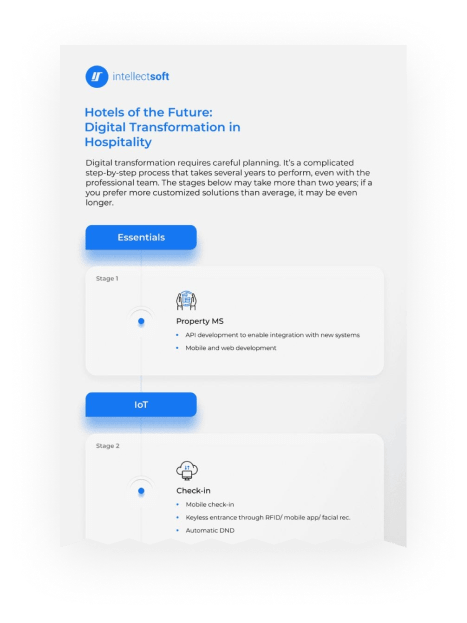 intellectsoft
Hotels of the Future:
Digital Transformation in
Hospitality
Digital transformation requires careful planning. It's a complicated
step-by-step process that takes several years to perform, even with the
professional team. The stages below may take more than two years; if a
you prefer more customized solutions than average, it may be even
longer.
Essentials
Stage 1
Property MS
API development to enable integration with new systems
Mobile and web development
IoT
Stage 2
Check-in
Mobile check-in
Keyless entrance through RFID/ mobile app/ facial rec.
Automatic DND